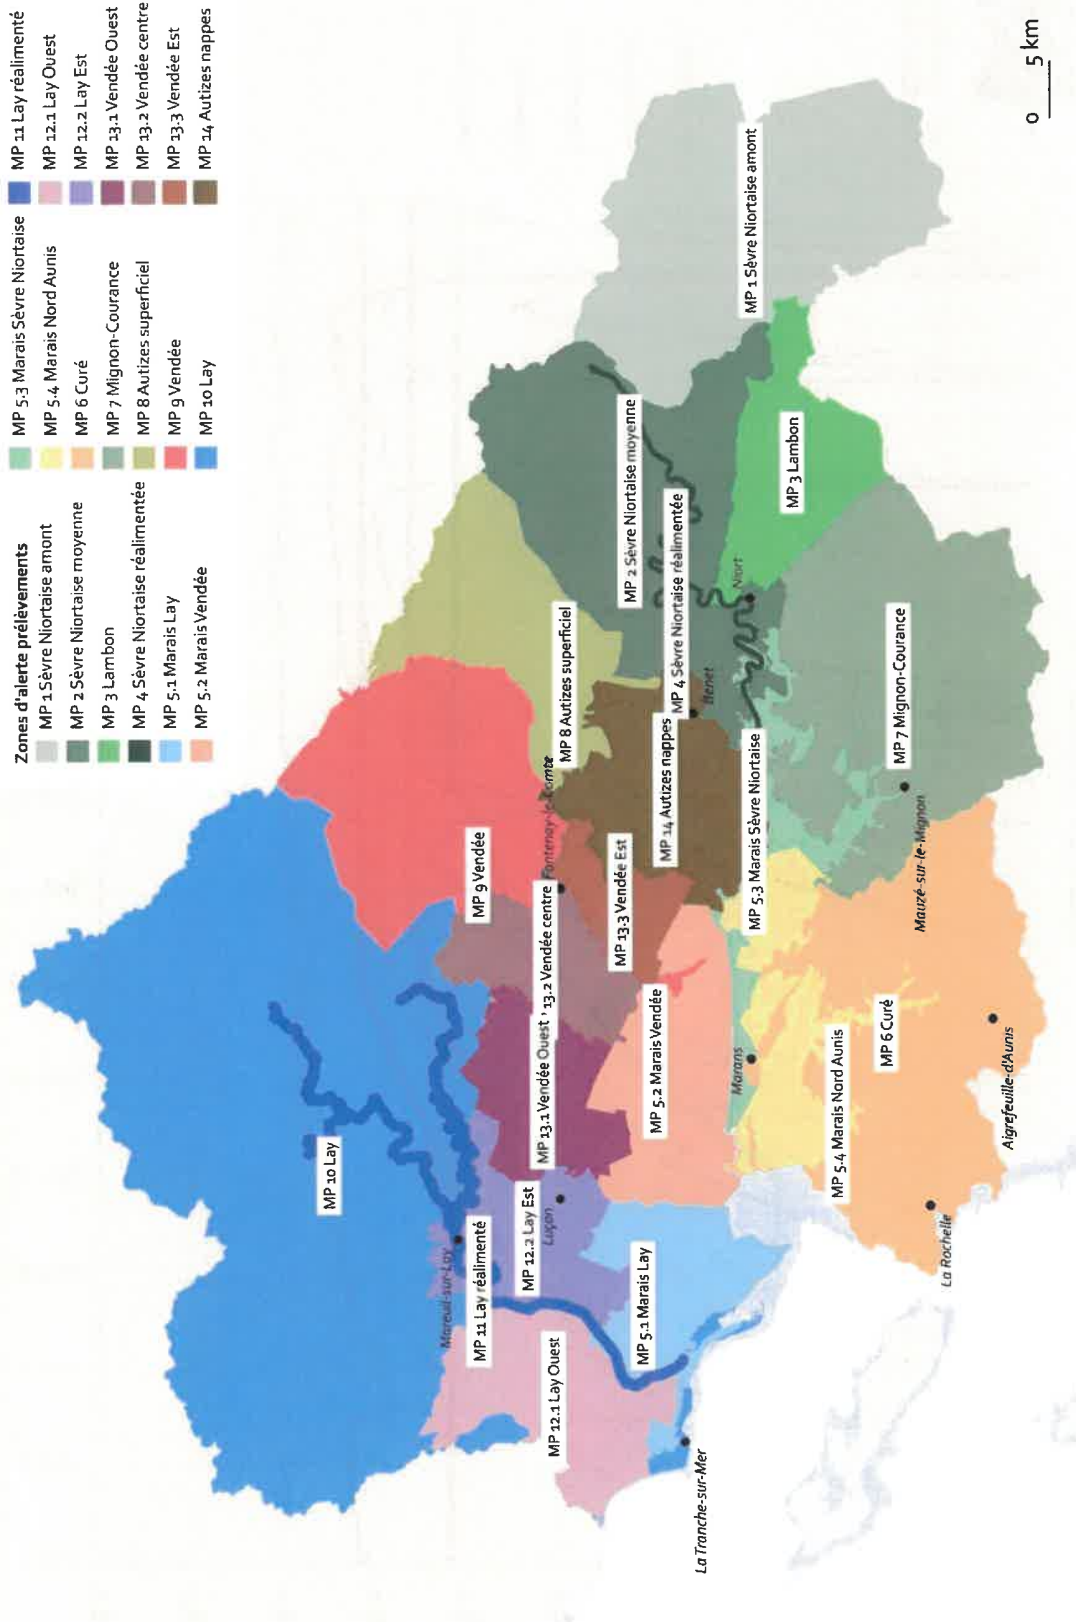 Zones d'alerte prélèvements
MP 1 Sèvre Niortaise amont
MP 2 Sèvre Niortaise moyenne
MP 3 Lambon
MP 4 Sèvre Niortaise réalimentée
MP 5.1 Marais Lay
MP 5.2 Marais Vendée
MP 5.3 Marais Sèvre Niortaise
MP 5.4 Marais Nord Aunis
MP 6 Curé
MP 7 Mignon-Courance
MP 8 Autizes superficiel
MP 9 Vendée
MP 10 Lay
MP 11 Lay réalimenté
MP 12.1 Lay Ouest
MP 12.2 Lay Est
MP 13.1 Vendée Ouest
MP 13.2 Vendée centre
MP 13.3 Vendée Est
MP 14 Autizes nappes
MP 10 Lay
MP 9 Vendée
Mareuil-sur-Lay
MP 11 Lay réalimenté
MP 12.2 Lay Est
Luçon
MP 12.1 Lay Ouest
MP 13.1 Vendée Ouest
13.2 Vendée centre
Fontenay-le-Comte
MP 8 Autizes superficiel
MP 13.3 Vendée Est
MP 2 Sèvre Niortaise moyenne
MP 5.1 Marais Lay
MP 5.2 Marais Vendée
MP 14 Autizes nappes
MP 4 Sèvre Niortaise réalimentée
Benet
La Tranche-sur-Mer
Marans
MP 5.3 Marais Sèvre Niortaise
Niort
MP 1 Sèvre Niortaise amont
MP 3 Lambon
MP 5.4 Marais Nord Aunis
MP 6 Curé
MP 7 Mignon-Courance
Mauzé-sur-le-Mignon
La Rochelle
Aigrefeuille-d'Aunis
0 5 km